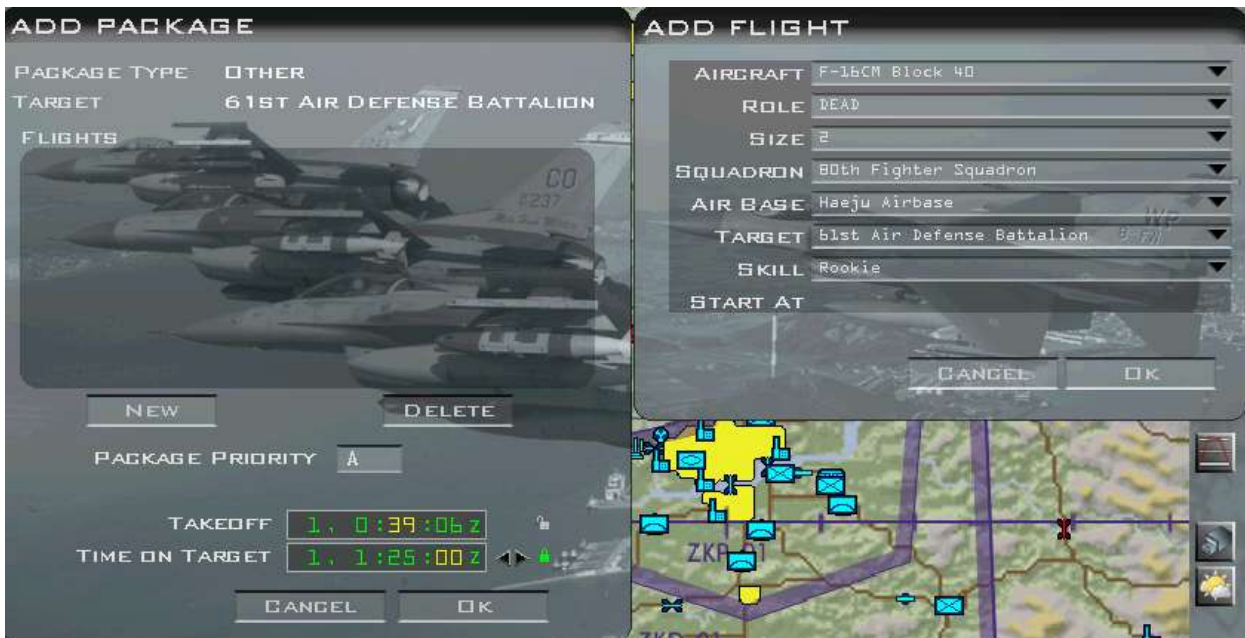 ADD PACKAGE
PACKAGE TYPE OTHER
TARGET 61ST AIR DEFENSE BATTALION
FLIGHTS
CO
NEW DELETE
PACKAGE PRIORITY A
TAKEOFF 1, 0:39:06z
TIME ON TARGET 1, 1:25:00z
CANCEL OK
ADD FLIGHT
AIRCRAFT F-16CM Block 40
ROLE DEAD
SIZE 2
SQUADRON 80th Fighter Squadron
AIR BASE Haeju Airbase
TARGET 61st Air Defense Battalion
SKILL Rookie
START AT
WP
CANCEL OK